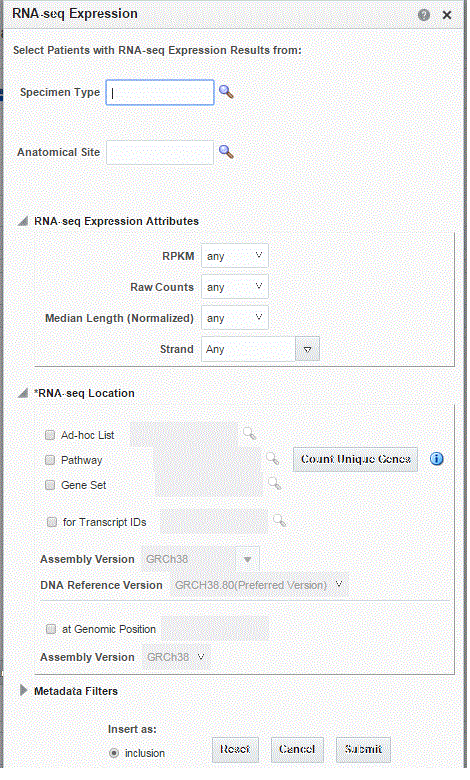 RNA-seq Expression
Select Patients with RNA-seq Expression Results from:
Specimen Type
Anatomical Site
RNA-seq Expression Attributes
RPKM any
Raw Counts any
Median Length (Normalized) any
Strand Any
*RNA-seq Location
Ad-hoc List
Pathway Count Unique Genes
Gene Set
for Transcript IDs
Assembly Version GRCh38
DNA Reference Version GRCH38.80(Preferred Version)
at Genomic Position
Assembly Version GRCh38
Metadata Filters
Insert as:
inclusion Reset Cancel Submit